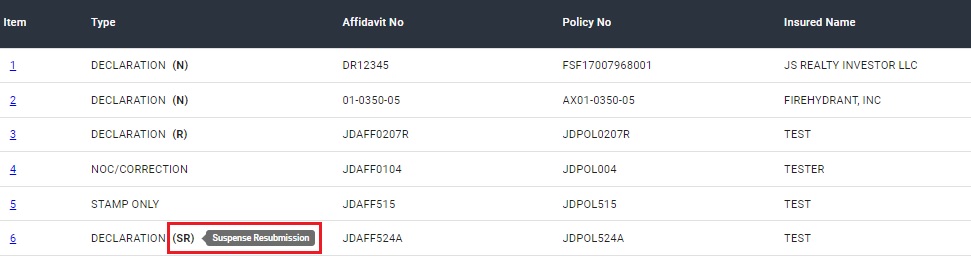 Item Type Affidavit No Policy No Insured Name
1 DECLARATION (N) DR12345 FSF17007968001 JS REALTY INVESTOR LLC
2 DECLARATION (N) 01-0350-05 AX01-0350-05 FIREHYDRANT, INC
3 DECLARATION (R) JDAFF0207R JDPOL0207R TEST
4 NOC/CORRECTION JDAFF0104 JDPOL004 TESTER
5 STAMP ONLY JDAFF515 JDPOL515 TEST
6 DECLARATION (SR) Suspense Resubmission JDAFF524A JDPOL524A TEST